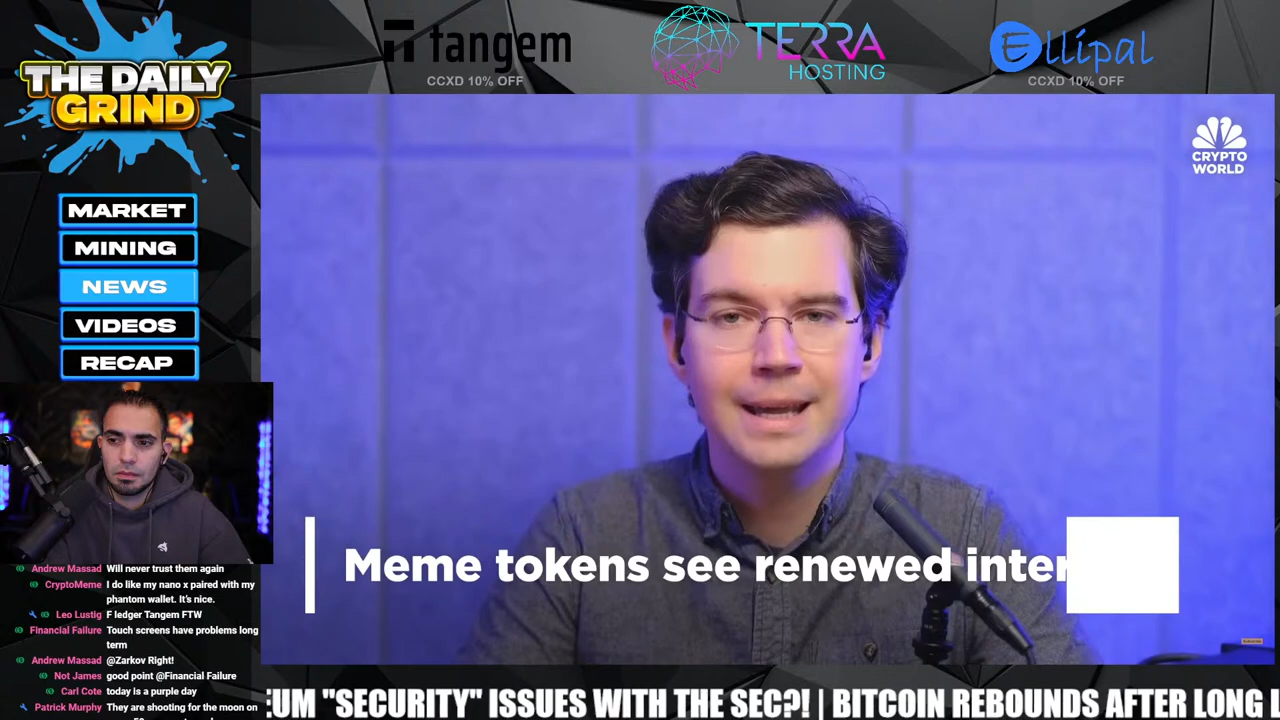 tangem
CCXD 10% OFF
TERRA
HOSTING
Ellipal
CCXD 10% OFF
THE DAILY
GRIND
MARKET
MINING
NEWS
VIDEOS
RECAP
CRYPTO
WORLD
Meme tokens see renewed inter
Andrew Massad Will never trust them again
CryptoMeme I do like my nano x paired with my
phantom wallet. It's nice.
Leo Lustig F ledger Tangem FTW
Financial Failure Touch screens have problems long
term
Andrew Massad @Zarkov Right!
Not James good point @Financial Failure
Carl Cote today is a purple day
Patrick Murphy They are shooting for the moon on
EUM "SECURITY" ISSUES WITH THE SEC?! | BITCOIN REBOUNDS AFTER LONG